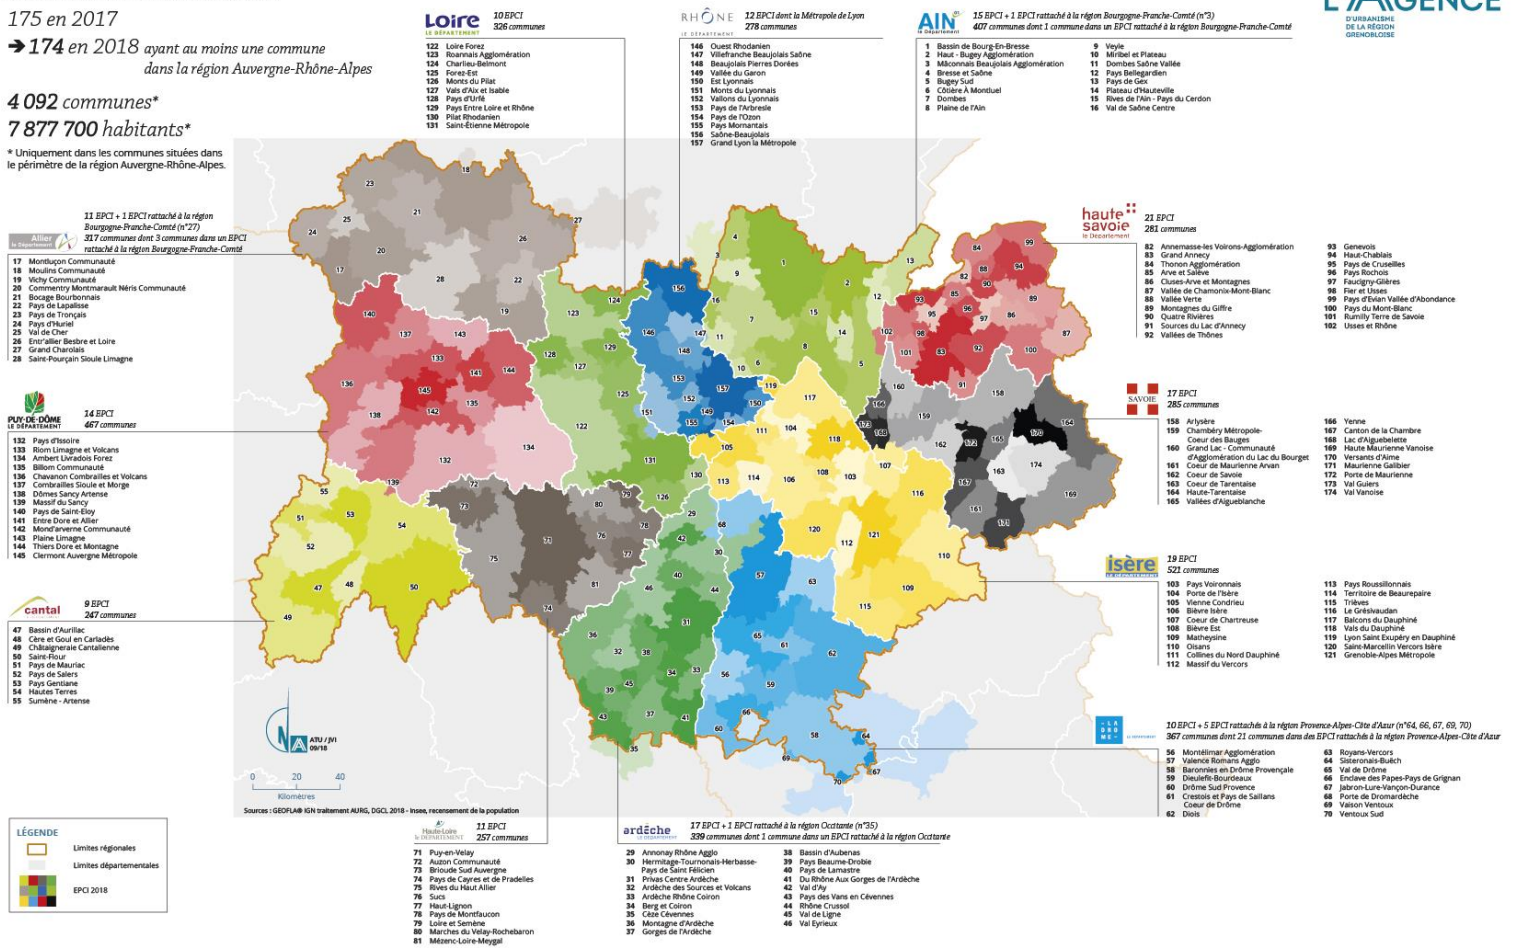 175 en 2017
➔ 174 en 2018 ayant au moins une commune
dans la région Auvergne-Rhône-Alpes
4 092 communes*
7 877 700 habitants*
* Uniquement dans les communes situées dans
le périmètre de la région Auvergne-Rhône-Alpes.
L'AGENCE
D'URBANISME
DE LA RÉGION
GRENOBLOISE
Loire
LE DÉPARTEMENT
10 EPCI
326 communes
122 Loire Forez
123 Roannais Agglomération
124 Charlieu-Belmont
125 Forez-Est
126 Monts du Pilat
127 Vals d'Aix et Isable
128 Pays d'Urfé
129 Pays Entre Loire et Rhône
130 Pilat Rhodanien
131 Saint-Étienne Métropole
RHÔNE
LE DÉPARTEMENT
12 EPCI dont la Métropole de Lyon
278 communes
146 Ouest Rhodanien
147 Villefranche Beaujolais Saône
148 Beaujolais Pierres Dorées
149 Vallée du Garon
150 Est Lyonnais
151 Monts du Lyonnais
152 Vallons du Lyonnais
153 Pays de l'Arbresle
154 Pays de l'Ozon
155 Pays Mornantais
156 Saône-Beaujolais
157 Grand Lyon la Métropole
AIN
le Département
15 EPCI + 1 EPCI rattaché à la région Bourgogne-Franche-Comté (n°3)
407 communes dont 1 commune dans un EPCI rattaché à la région Bourgogne-Franche-Comté
1 Bassin de Bourg-En-Bresse
2 Haut - Bugey Agglomération
3 Mâconnais Beaujolais Agglomération
4 Bresse et Saône
5 Bugey Sud
6 Côtière À Montluel
7 Dombes
8 Plaine de l'Ain
9 Veyle
10 Miribel et Plateau
11 Dombes Saône Vallée
12 Pays Bellegardien
13 Pays de Gex
14 Plateau d'Hauteville
15 Rives de l'Ain - Pays du Cerdon
16 Val de Saône Centre
Allier
le Département
11 EPCI + 1 EPCI rattaché à la région
Bourgogne-Franche-Comté (n°27)
317 communes dont 3 communes dans un EPCI
rattaché à la région Bourgogne-Franche-Comté
17 Montluçon Communauté
18 Moulins Communauté
19 Vichy Communauté
20 Commentry Montmarault Néris Communauté
21 Bocage Bourbonnais
22 Pays de Lapalisse
23 Pays de Tronçais
24 Pays d'Huriel
25 Val de Cher
26 Entr'allier Besbre et Loire
27 Grand Charolais
28 Saint-Pourçain Sioule Limagne
haute
savoie
le Département
21 EPCI
281 communes
82 Annemasse-les Voirons-Agglomération
83 Grand Annecy
84 Thonon Agglomération
85 Arve et Salève
86 Cluses-Arve et Montagnes
87 Vallée de Chamonix-Mont-Blanc
88 Vallée Verte
89 Montagnes du Giffre
90 Quatre Rivières
91 Sources du Lac d'Annecy
92 Vallées de Thônes
93 Genevois
94 Haut-Chablais
95 Pays de Cruseilles
96 Pays Rochois
97 Faucigny-Glières
98 Fier et Usses
99 Pays d'Evian Vallée d'Abondance
100 Pays du Mont-Blanc
101 Rumilly Terre de Savoie
102 Usses et Rhône
PUY-DE-DÔME
LE DÉPARTEMENT
14 EPCI
467 communes
132 Pays d'Issoire
133 Riom Limagne et Volcans
134 Ambert Livradois Forez
135 Billom Communauté
136 Chavanon Combrailles et Volcans
137 Combrailles Sioule et Morge
138 Dômes Sancy Artense
139 Massif du Sancy
140 Pays de Saint-Eloy
141 Entre Dore et Allier
142 Mond'arverne Communauté
143 Plaine Limagne
144 Thiers Dore et Montagne
145 Clermont Auvergne Métropole
SAVOIE
17 EPCI
285 communes
158 Arlysère
159 Chambéry Métropole-
Coeur des Bauges
160 Grand Lac - Communauté
d'Agglomération du Lac du Bourget
161 Coeur de Maurienne Arvan
162 Coeur de Savoie
163 Coeur de Tarentaise
164 Haute-Tarentaise
165 Vallées d'Aigueblanche
166 Yenne
167 Canton de la Chambre
168 Lac d'Aiguebelette
169 Haute Maurienne Vanoise
170 Versants d'Aime
171 Maurienne Galibier
172 Porte de Maurienne
173 Val Guiers
174 Val Vanoise
isère
LE DÉPARTEMENT
19 EPCI
521 communes
103 Pays Voironnais
104 Porte de l'Isère
105 Vienne Condrieu
106 Bièvre Isère
107 Coeur de Chartreuse
108 Bièvre Est
109 Matheysine
110 Oisans
111 Collines du Nord Dauphiné
112 Massif du Vercors
113 Pays Roussillonnais
114 Territoire de Beaurepaire
115 Trièves
116 Le Grésivaudan
117 Balcons du Dauphiné
118 Vals du Dauphiné
119 Lyon Saint Exupéry en Dauphiné
120 Saint-Marcellin Vercors Isère
121 Grenoble-Alpes Métropole
cantal
9 EPCI
247 communes
47 Bassin d'Aurillac
48 Cère et Goul en Carladès
49 Châtaigneraie Cantalienne
50 Saint-Flour
51 Pays de Mauriac
52 Pays de Salers
53 Pays Gentiane
54 Hautes Terres
55 Sumène - Artense
LA
DRO
ME
LE DÉPARTEMENT
10 EPCI + 5 EPCI rattachés à la région Provence-Alpes-Côte d'Azur (n°64, 66, 67, 69, 70)
367 communes dont 21 communes dans des EPCI rattachés à la région Provence-Alpes-Côte d'Azur
56 Montélimar Agglomération
57 Valence Romans Agglo
58 Baronnies en Drôme Provençale
59 Dieulefit-Bourdeaux
60 Drôme Sud Provence
61 Crestois et Pays de Saillans
Coeur de Drôme
62 Diois
63 Royans-Vercors
64 Sisteronais-Buëch
65 Val de Drôme
66 Enclave des Papes-Pays de Grignan
67 Jabron-Lure-Vançon-Durance
68 Porte de Dromardèche
69 Vaison Ventoux
70 Ventoux Sud
N
ATU / JVI
09/18
0 20 40
Kilomètres
Sources : GEOFLA® IGN traitement AURG, DGCL 2018 - Insee, recensement de la population
LÉGENDE
Limites régionales
Limites départementales
EPCI 2018
Haute-Loire
le DÉPARTEMENT
11 EPCI
257 communes
71 Puy-en-Velay
72 Auzon Communauté
73 Brioude Sud Auvergne
74 Pays de Cayres et de Pradelles
75 Rives du Haut Allier
76 Sucs
77 Haut-Lignon
78 Pays de Montfaucon
79 Loire et Semène
80 Marches du Velay-Rochebaron
81 Mézenc-Loire-Meygal
ardèche
LE DÉPARTEMENT
17 EPCI + 1 EPCI rattaché à la région Occitanie (n°35)
339 communes dont 1 commune dans un EPCI rattaché à la région Occitanie
29 Annonay Rhône Agglo
30 Hermitage-Tournonais-Herbasse-
Pays de Saint Félicien
31 Privas Centre Ardèche
32 Ardèche des Sources et Volcans
33 Ardèche Rhône Coiron
34 Berg et Coiron
35 Cèze Cévennes
36 Montagne d'Ardèche
37 Gorges de l'Ardèche
38 Bassin d'Aubenas
39 Pays Beaume-Drobie
40 Pays de Lamastre
41 Du Rhône Aux Gorges de l'Ardèche
42 Val d'Ay
43 Pays des Vans en Cévennes
44 Rhône Crussol
45 Val de Ligne
46 Val Eyrieux